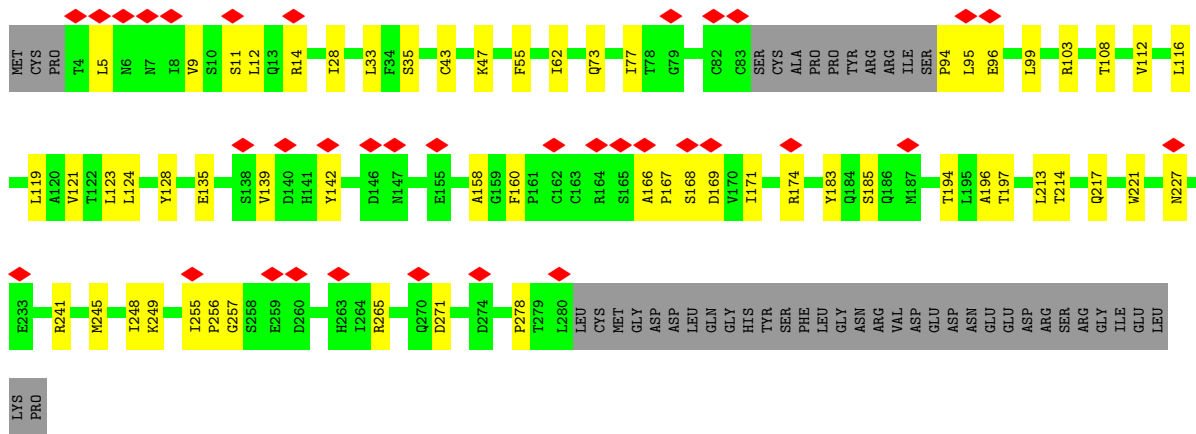 MET CYS PRO T4 L5 N6 N7 I8 V9 S10 S11 L12 Q13 R14 I28 L33 F34 S35 C43 K47 F55 I62 Q73 I77 T78 G79 C82 C83 SER CYS ALA PRO PRO TYR ARG ARG ILE SER P94 L95 E96 L99 R103 T108 V112 L116
L119 A120 V121 T122 L123 L124 Y128 E135 S138 V139 D140 H141 Y142 D146 N147 E155 A158 G159 F160 P161 C162 C163 R164 S165 A166 P167 S168 D169 V170 I171 R174 Y183 Q184 S185 Q186 M187 T194 L195 A196 T197 L213 T214 Q217 W221 N227
E233 R241 M245 I248 K249 I255 P256 G257 S258 E259 D260 H263 I264 R265 Q270 D271 D274 P278 T279 L280 LEU CYS MET GLY ASP ASP LEU GLN GLY HIS TYR SER PHE LEU GLY ASN ARG VAL ASP GLU ASP ASN GLU GLU ASP ARG SER ARG GLY ILE GLU LEU
LYS PRO